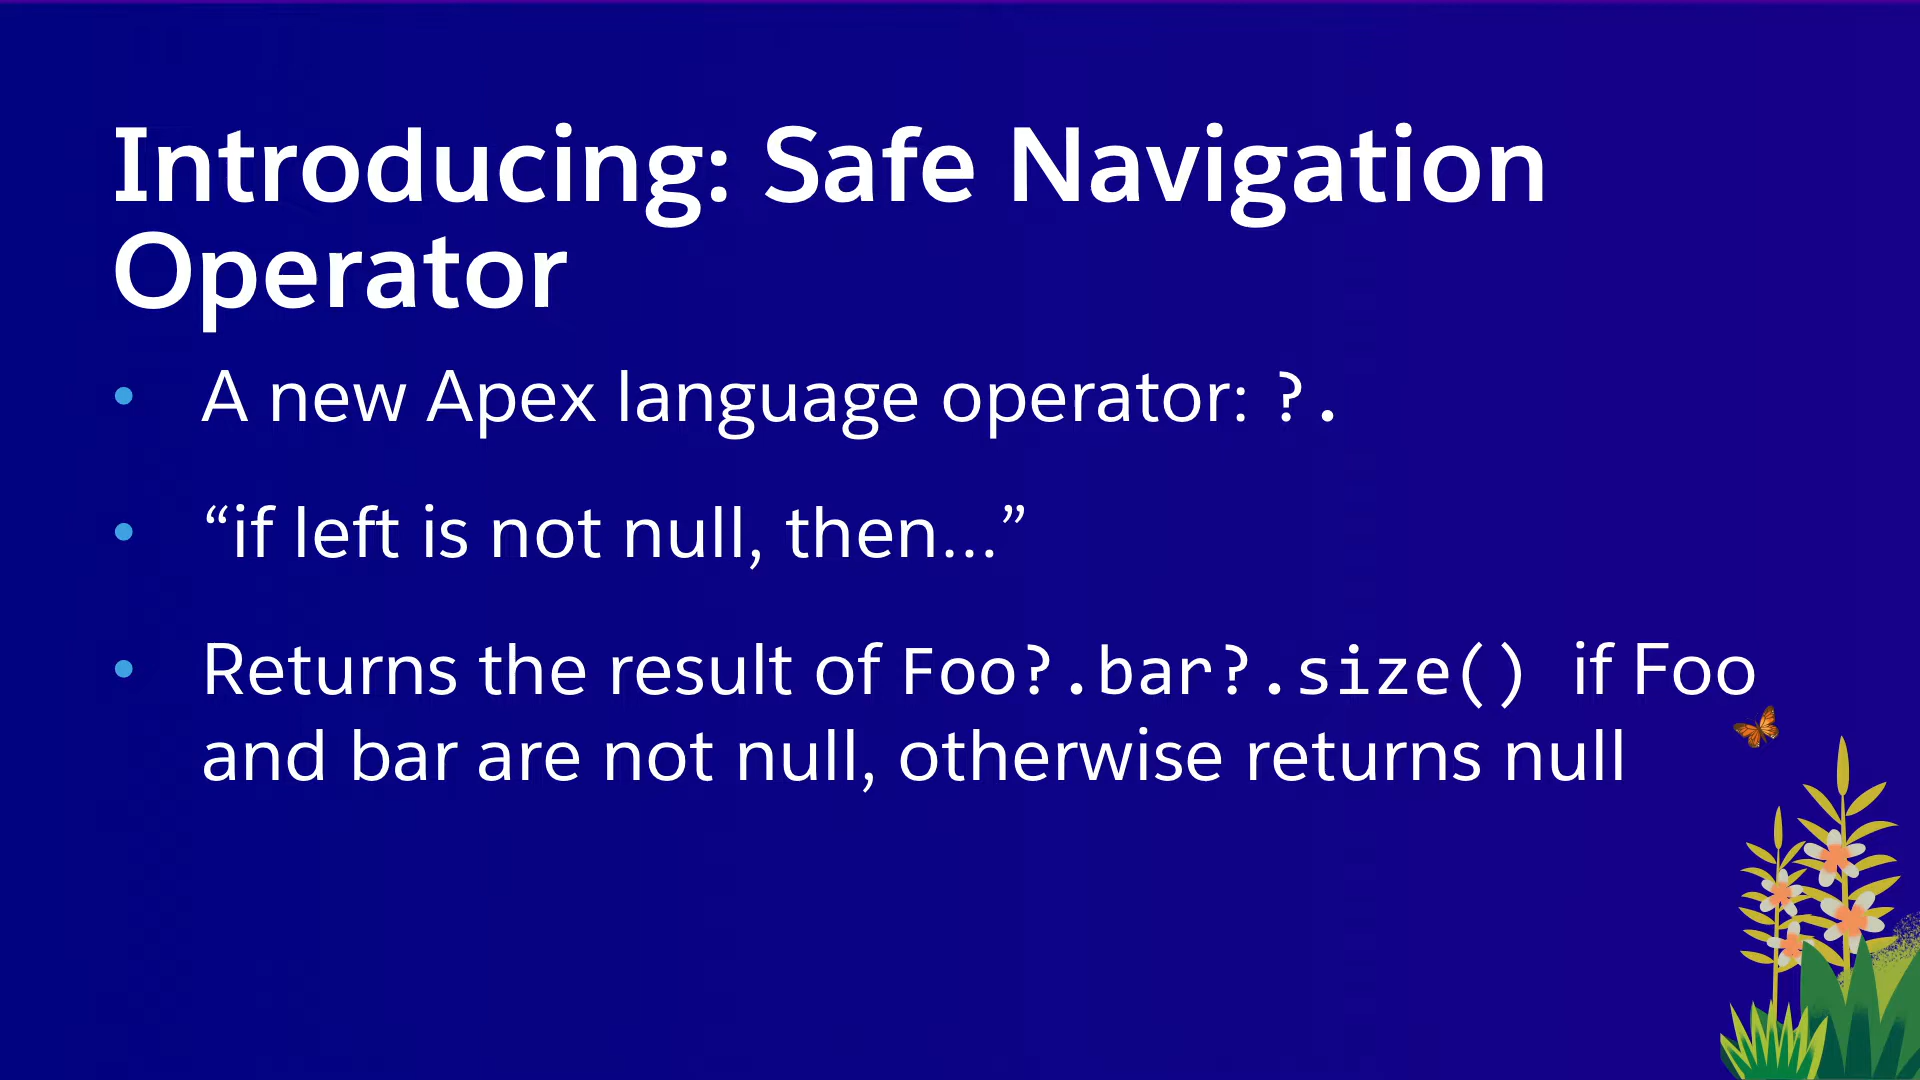 Introducing: Safe Navigation
Operator
• A new Apex language operator: ?.
• “if left is not null, then...”
• Returns the result of Foo?.bar?.size() if Foo
and bar are not null, otherwise returns null